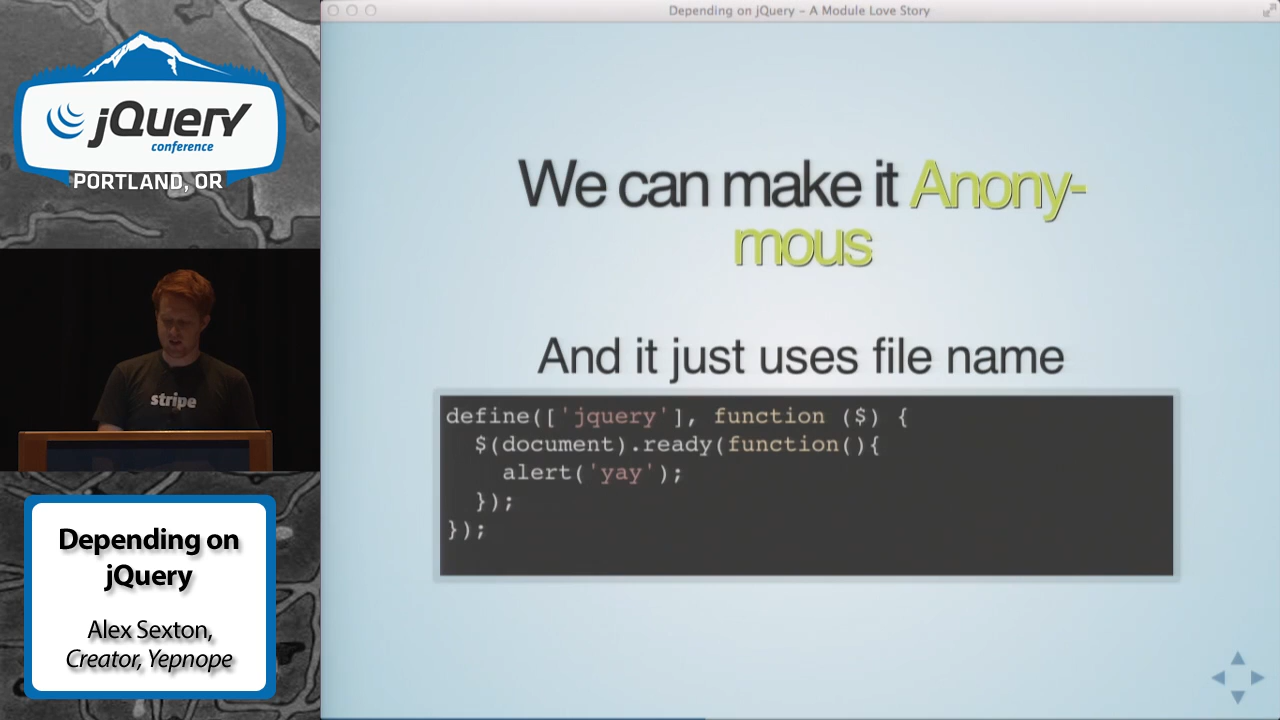 jQuery
conference
PORTLAND, OR
stripe
Depending on
jQuery
Alex Sexton,
Creator, Yepnope
Depending on jQuery – A Module Love Story
We can make it Anony-
mous
And it just uses file name
define(['jquery'], function ($) {
  $(document).ready(function(){
    alert('yay');
  });
});